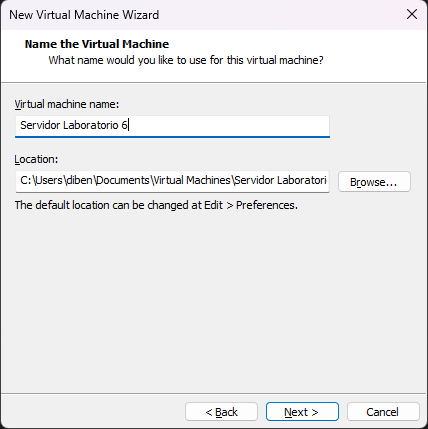 New Virtual Machine Wizard
Name the Virtual Machine
What name would you like to use for this virtual machine?
Virtual machine name:
Servidor Laboratorio 6
Location:
C:\Users\diben\Documents\Virtual Machines\Servidor Laboratori
Browse...
The default location can be changed at Edit > Preferences.
< Back
Next >
Cancel